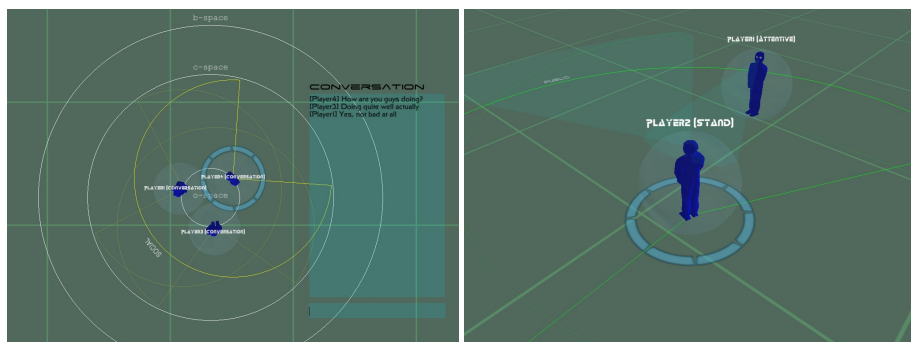 b-space
c-space
CONVERSATION
[Player4] How are you guys doing?
[Player3] Doing quite well actually
[Player1] Yes, not bad at all
PLAYER4 [CONVERSATION]
PLAYER1 [CONVERSATION]
o-space
PLAYER3 [CONVERSATION]
SOCIAL
PLAYER1 [ATTENTIVE]
PUBLIC
PLAYER2 [STAND]